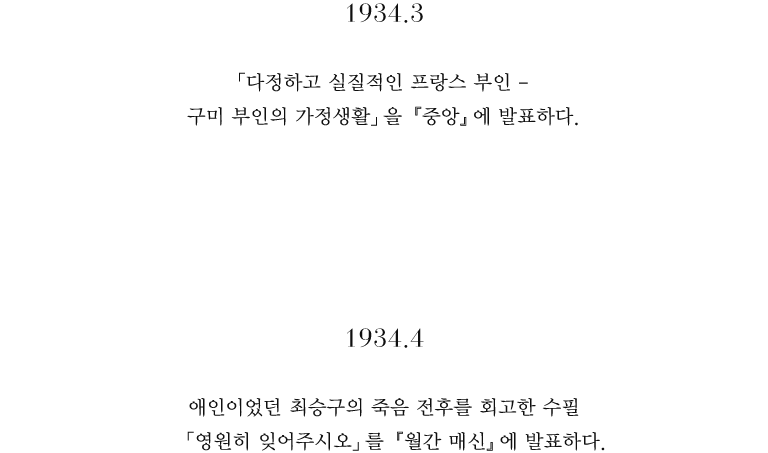 1934.3
「다정하고 실질적인 프랑스 부인 –
구미 부인의 가정생활」을 『중앙』에 발표하다.
1934.4
애인이었던 최승구의 죽음 전후를 회고한 수필
「영원히 잊어주시오」를 『월간 매신』에 발표하다.